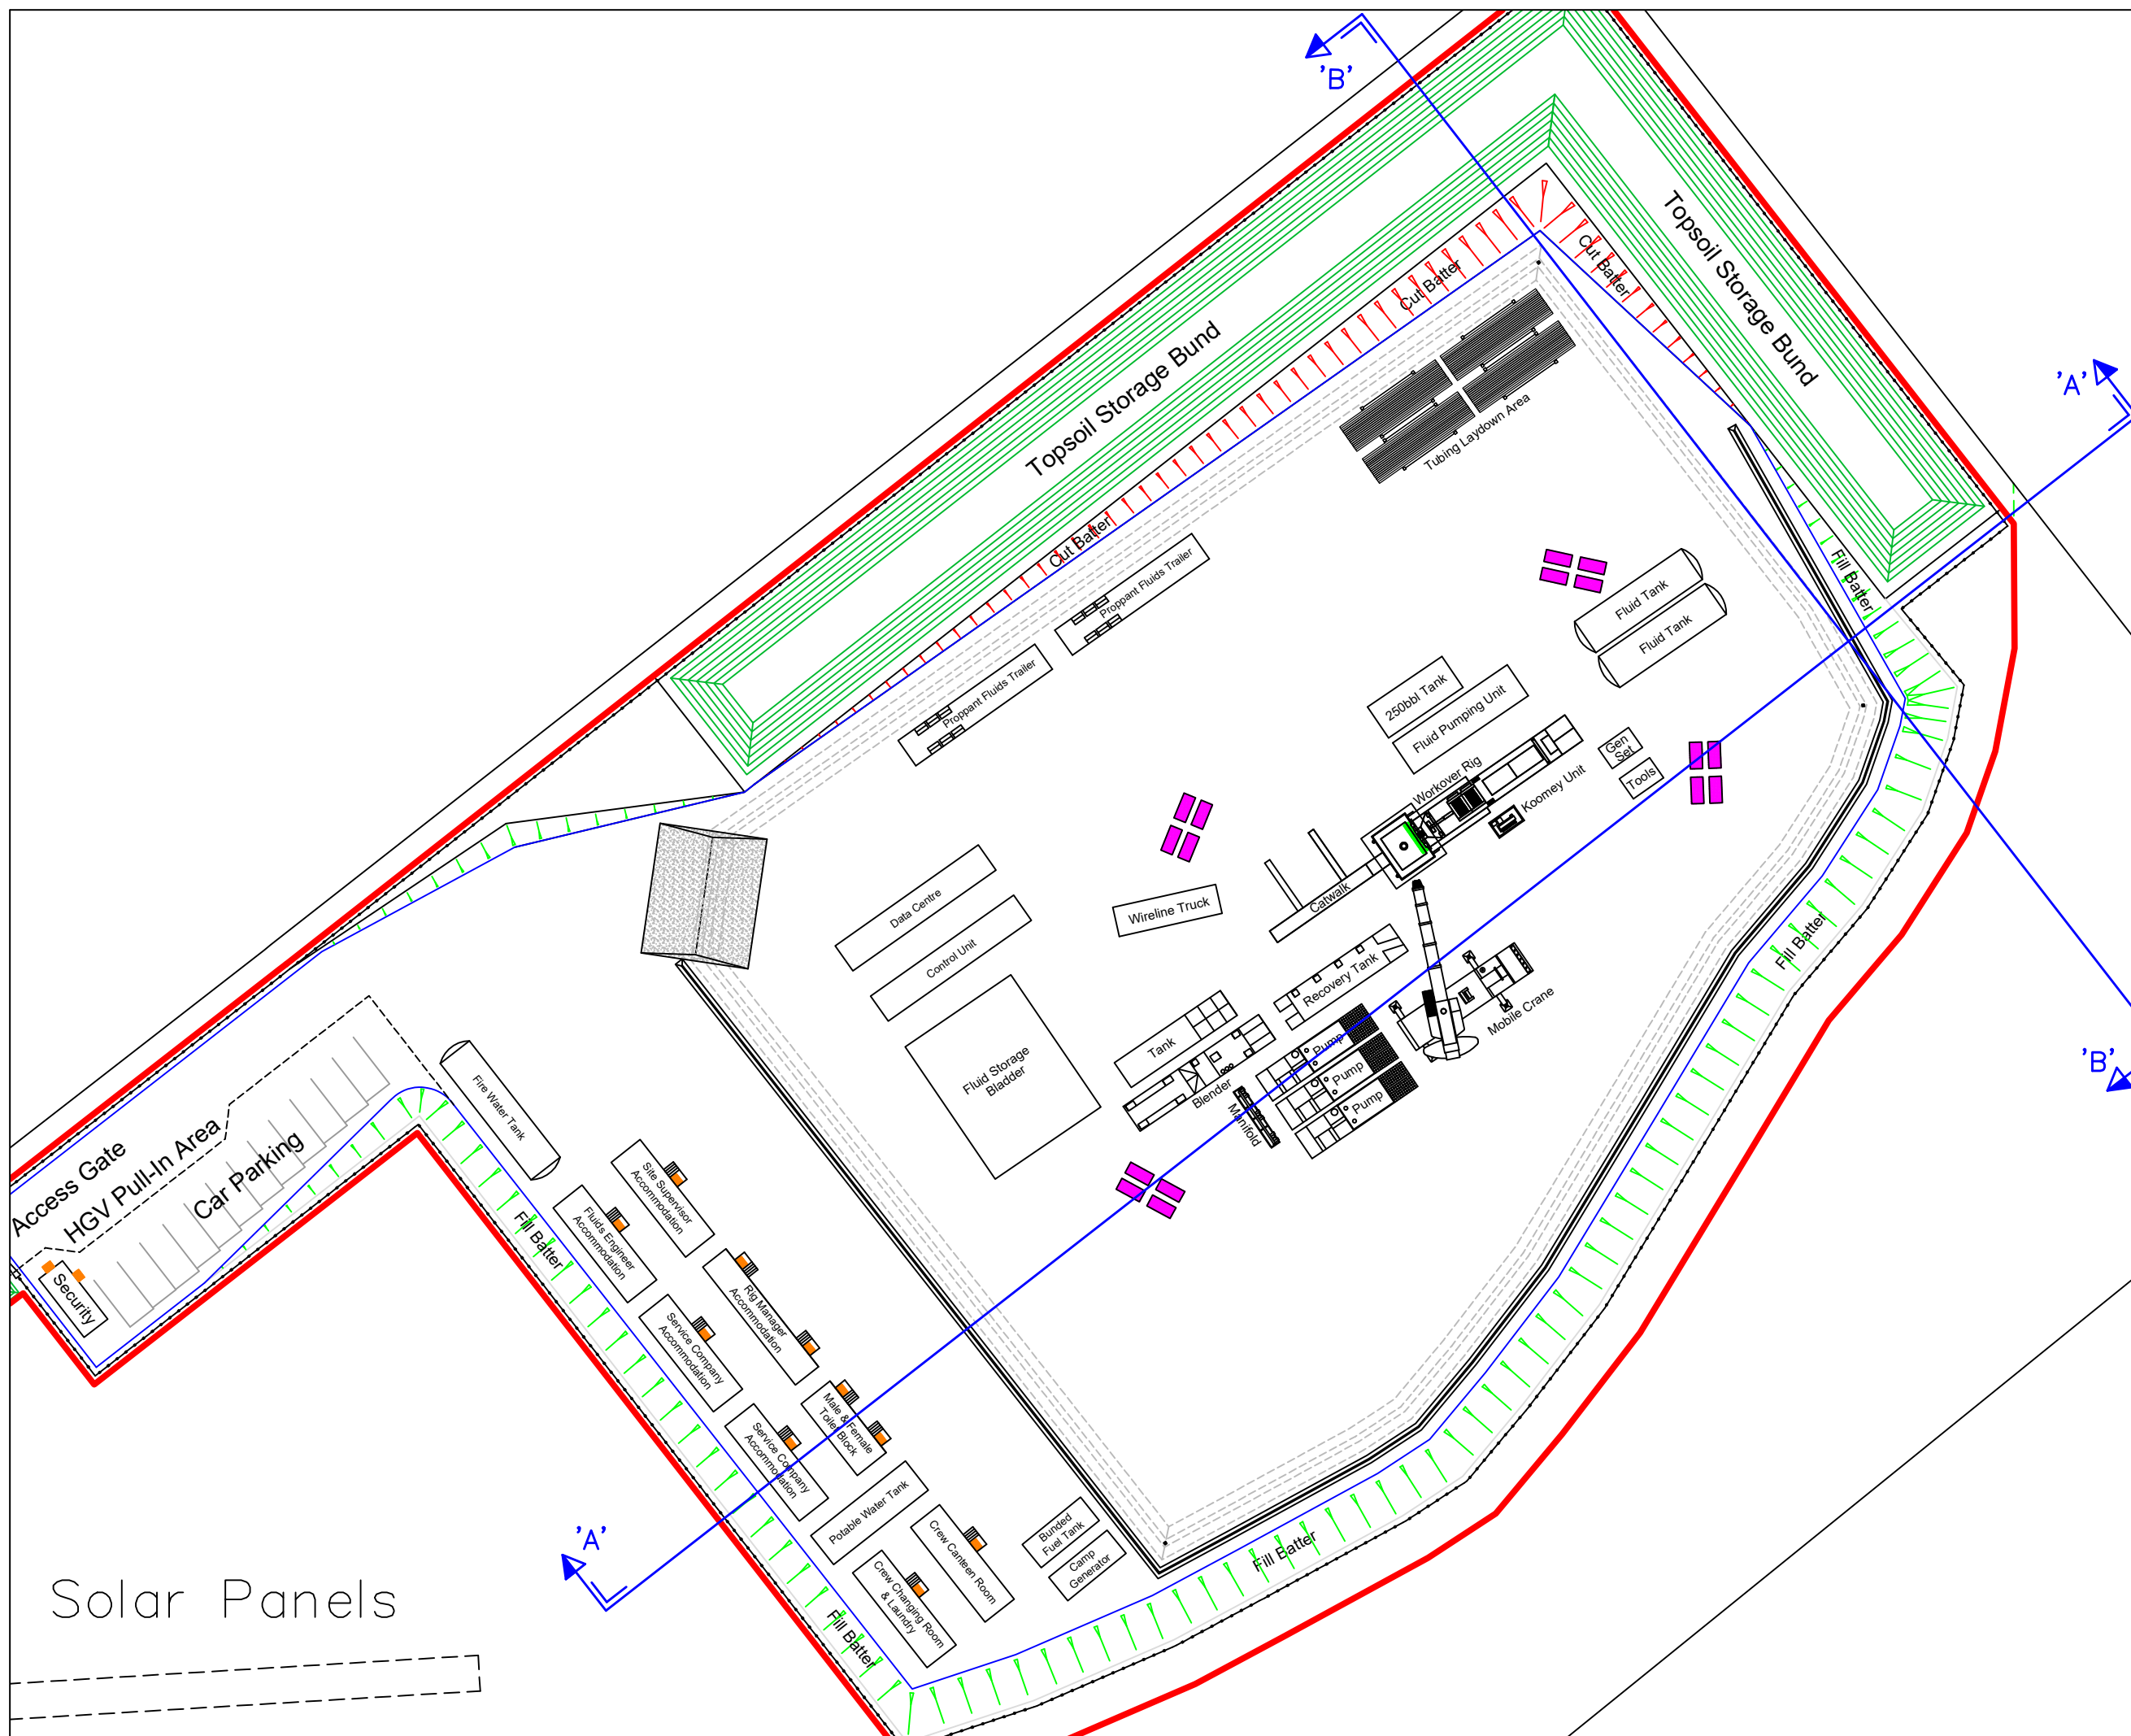 'B'
Topsoil Storage Bund
Cut Batter
Cut Batter
'A'
Topsoil Storage Bund
Tubing Laydown Area
Cut Batter
Proppant Fluids Trailer
Fill Batter
Fluid Tank
Fluid Tank
Proppant Fluids Trailer
250bbl Tank
Fluid Pumping Unit
Gen
Set
Tools
Workover Rig
Koomey Unit
Catwalk
Wireline Truck
Data Centre
Control Unit
Fill Batter
Recovery Tank
Mobile Crane
Tank
Blender
Pump
Pump
Pump
Manifold
Fluid Storage
Bladder
'B'
Fire Water Tank
Access Gate
HGV Pull-In Area
Car Parking
Security
Fill Batter
Site Supervisor
Accommodation
Fluids Engineer
Accommodation
Rig Manager
Accommodation
Service Company
Accommodation
Male & Female
Toilet Block
Service Company
Accommodation
Potable Water Tank
Bunded
Fuel Tank
Camp
Generator
Crew Canteen Room
Crew Changing Room
& Laundry
Fill Batter
Fill Batter
'A'
Solar Panels